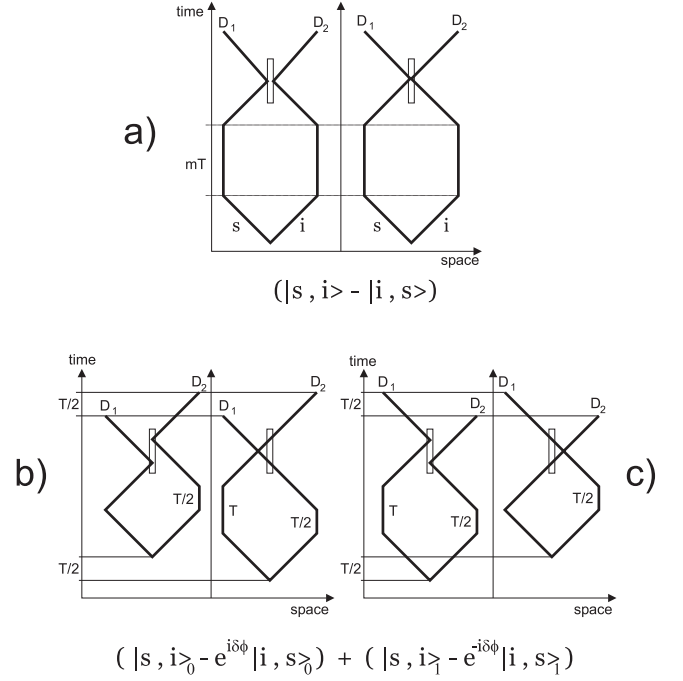 time D1 D2 D1 D2
a)
mT
s i s i
space
(|s , i> - |i , s>)
time D2 D2 time D1 D1
T/2 D1 D1 T/2 D2 D2
b) c)
T/2 T T/2 T T/2 T/2
T/2 T/2
space space
( |s , i>0 - e^iδϕ |i , s>0 ) + ( |s , i>1 - e^-iδϕ |i , s>1 )